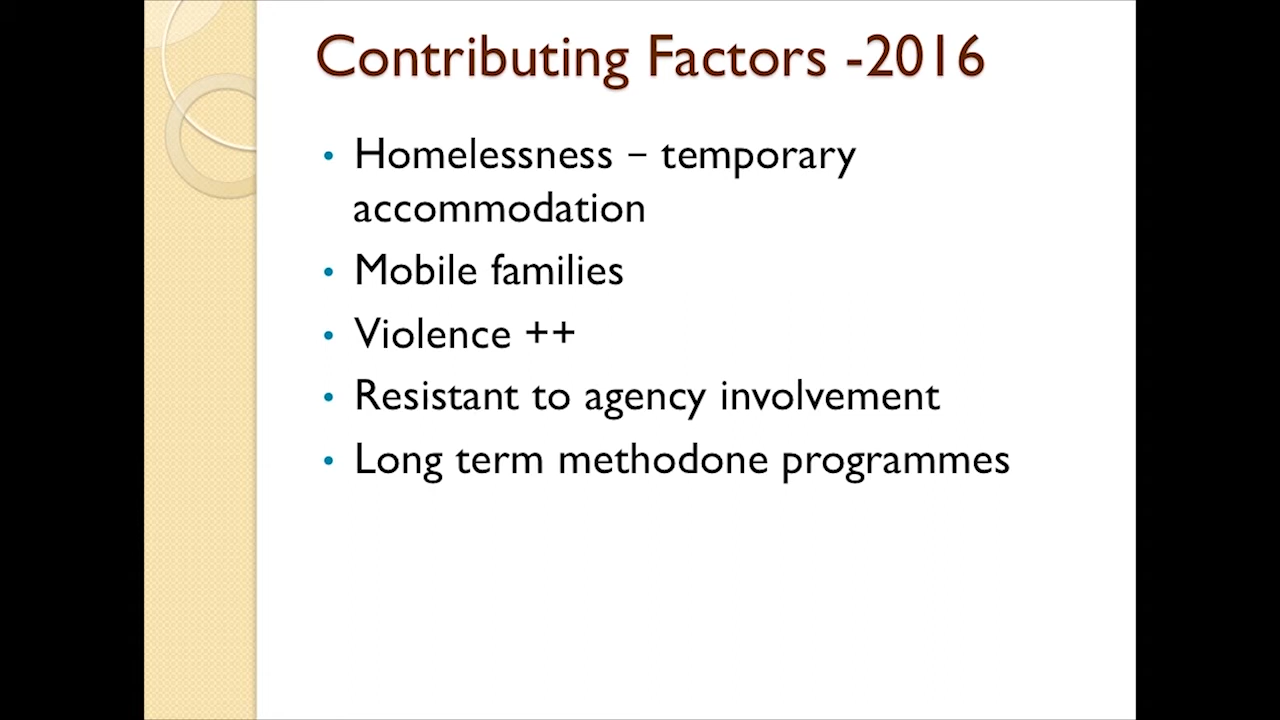 Contributing Factors -2016
• Homelessness – temporary
accommodation
• Mobile families
• Violence ++
• Resistant to agency involvement
• Long term methodone programmes